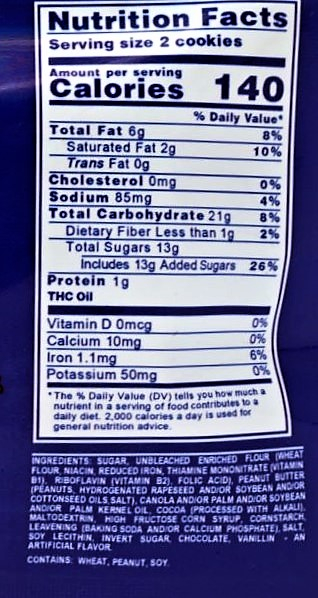 Nutrition Facts
Serving size 2 cookies
Amount per serving
Calories 140
% Daily Value*
Total Fat 6g 8%
Saturated Fat 2g 10%
Trans Fat 0g
Cholesterol 0mg 0%
Sodium 85mg 4%
Total Carbohydrate 21g 8%
Dietary Fiber Less than 1g 2%
Total Sugars 13g
Includes 13g Added Sugars 26%
Protein 1g
THC Oil
Vitamin D 0mcg 0%
Calcium 10mg 0%
Iron 1.1mg 6%
Potassium 50mg 0%
*The % Daily Value (DV) tells you how much a
nutrient in a serving of food contributes to a
daily diet. 2,000 calories a day is used for
general nutrition advice.
INGREDIENTS: SUGAR, UNBLEACHED ENRICHED FLOUR (WHEAT
FLOUR, NIACIN, REDUCED IRON, THIAMINE MONONITRATE (VITAMIN
B1), RIBOFLAVIN (VITAMIN B2), FOLIC ACID), PEANUT BUTTER
(PEANUTS, HYDROGENATED RAPESEED AND/OR SOYBEAN AND/OR
COTTONSEED OILS, SALT), CANOLA AND/OR PALM AND/OR SOYBEAN
AND/OR PALM KERNEL OIL, COCOA (PROCESSED WITH ALKALI),
MALTODEXTRIN, HIGH FRUCTOSE CORN SYRUP, CORNSTARCH,
LEAVENING (BAKING SODA AND/OR CALCIUM PHOSPHATE), SALT,
SOY LECITHIN, INVERT SUGAR, CHOCOLATE, VANILLIN - AN
ARTIFICIAL FLAVOR.
CONTAINS: WHEAT, PEANUT, SOY.